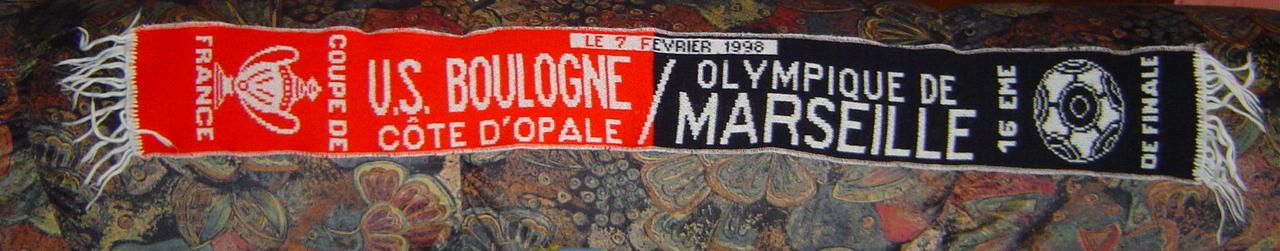 COUPE DE
FRANCE
LE 7 FEVRIER 1998
U.S. BOULOGNE
CÔTE D'OPALE /
OLYMPIQUE DE
MARSEILLE
16 EME
DE FINALE